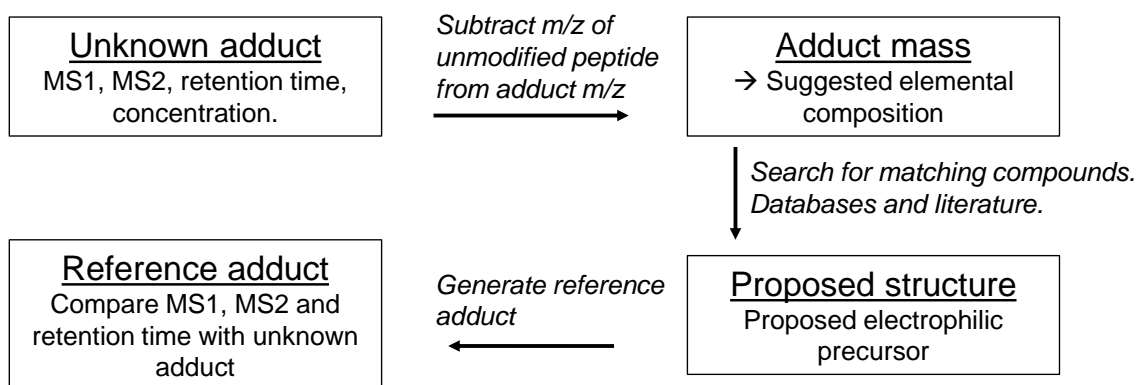 Unknown adduct
MS1, MS2, retention time,
concentration.
Subtract m/z of
unmodified peptide
from adduct m/z
Adduct mass
→ Suggested elemental
composition
Search for matching compounds.
Databases and literature.
Proposed structure
Proposed electrophilic
precursor
Generate reference
adduct
Reference adduct
Compare MS1, MS2 and
retention time with unknown
adduct